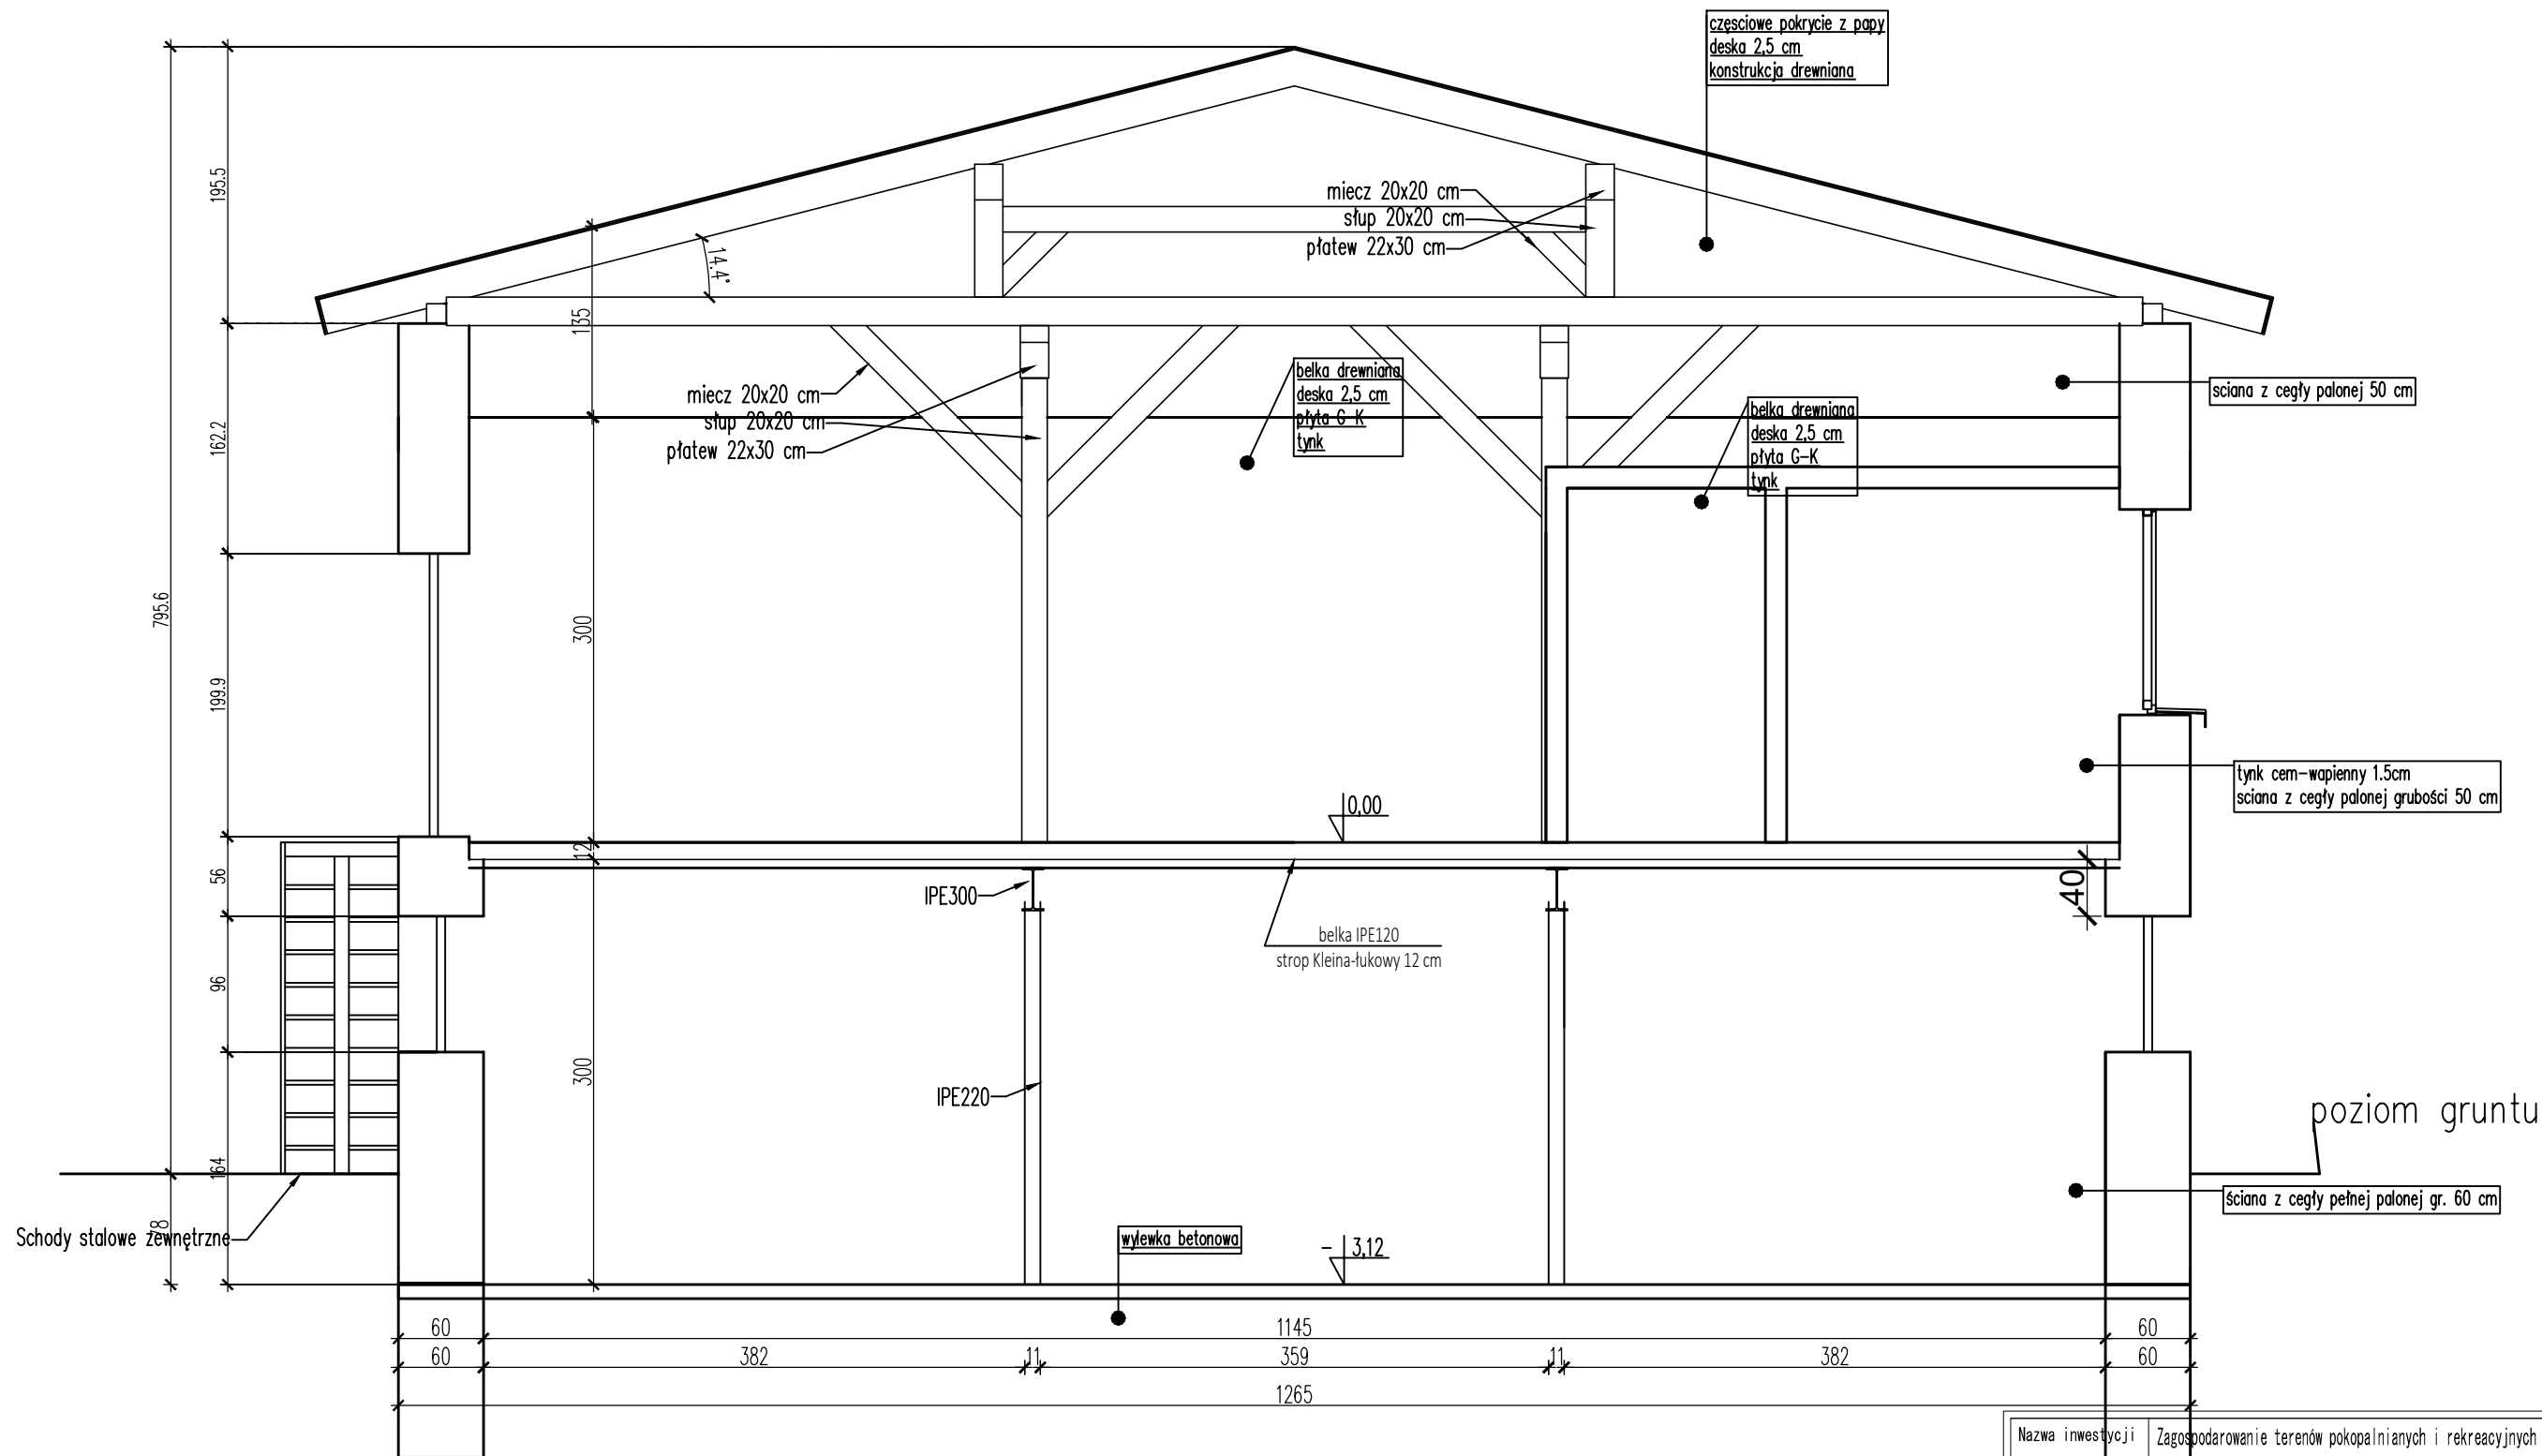 częsciowe pokrycie z papy
deska 2,5 cm
konstrukcja drewniana
195.5
miecz 20x20 cm
słup 20x20 cm
płatew 22x30 cm
14.4°
135
belka drewniana
deska 2,5 cm
płyta G-K
tynk
sciana z cegły palonej 50 cm
miecz 20x20 cm
słup 20x20 cm
płatew 22x30 cm
belka drewniana
deska 2,5 cm
płyta G-K
tynk
162.2
795.6
300
199.9
tynk cem-wapienny 1.5cm
sciana z cegły palonej grubości 50 cm
0,00
12
56
40
IPE300
belka IPE120
strop Kleina-łukowy 12 cm
96
300
IPE220
poziom gruntu
164
ściana z cegły pełnej palonej gr. 60 cm
78
Schody stalowe zewnętrzne
wylewka betonowa
- 3,12
60 1145 60
60 382 11 359 11 382 60
1265
Nazwa inwestycji Zagospodarowanie terenów pokopalnianych i rekreacyjnych